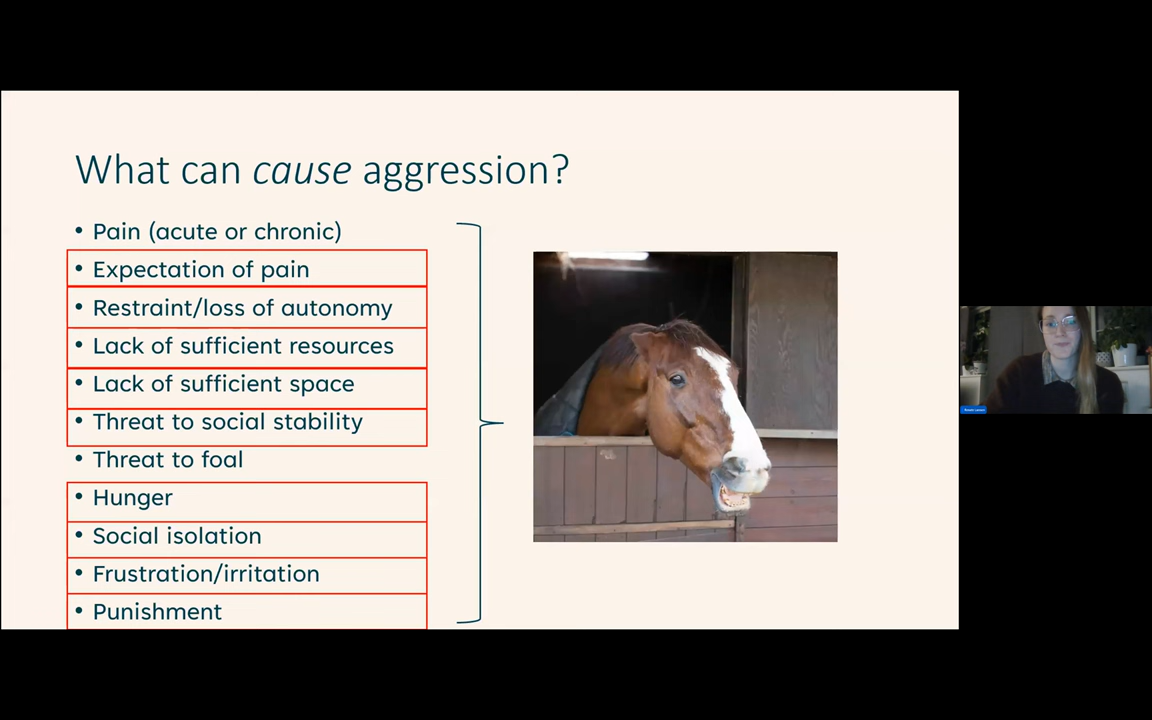 What can cause aggression?
• Pain (acute or chronic)
• Expectation of pain
• Restraint/loss of autonomy
• Lack of sufficient resources
• Lack of sufficient space
• Threat to social stability
• Threat to foal
• Hunger
• Social isolation
• Frustration/irritation
• Punishment